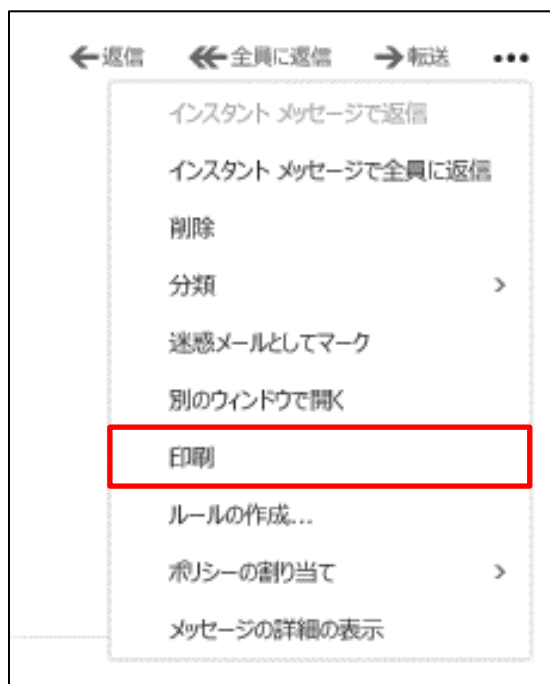 ←返信 ↞全員に返信 →転送 •••
インスタント メッセージで返信
インスタント メッセージで全員に返信
削除
分類 >
迷惑メールとしてマーク
別のウィンドウで開く
印刷
ルールの作成...
ポリシーの割り当て >
メッセージの詳細の表示